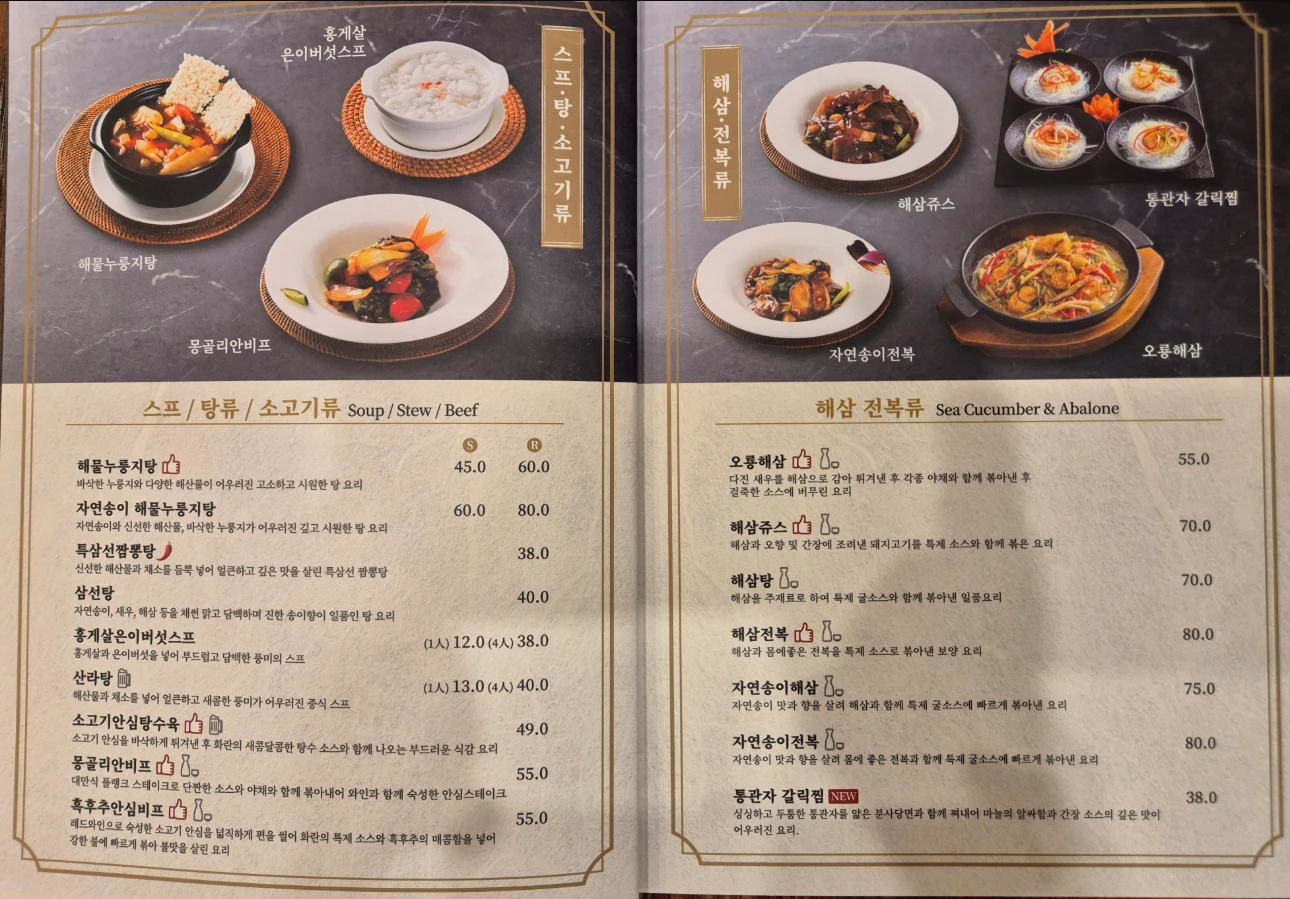 홍게살
은이버섯스프
스프·탕·소고기류
해물누룽지탕
몽골리안비프
스프 / 탕류 / 소고기류 Soup / Stew / Beef
S R
해물누룽지탕 45.0 60.0
바삭한 누룽지와 다양한 해산물이 어우러진 고소하고 시원한 탕 요리
자연송이 해물누룽지탕 60.0 80.0
자연송이와 신선한 해산물, 바삭한 누룽지가 어우러진 깊고 시원한 탕 요리
특삼선짬뽕탕 38.0
신선한 해산물과 채소를 듬뿍 넣어 얼큰하고 깊은 맛을 살린 특삼선 짬뽕탕
삼선탕 40.0
자연송이, 새우, 해삼 등을 채썬 맑고 담백하며 진한 송이향이 일품인 탕 요리
홍게살은이버섯스프 (1人) 12.0 (4人) 38.0
홍게살과 은이버섯을 넣어 부드럽고 담백한 풍미의 스프
산라탕 (1人) 13.0 (4人) 40.0
해산물과 채소를 넣어 얼큰하고 새콤한 풍미가 어우러진 중식 스프
소고기안심탕수육 49.0
소고기 안심을 바삭하게 튀겨낸 후 화란의 새콤달콤한 탕수 소스와 함께 나오는 부드러운 식감 요리
몽골리안비프 55.0
대만식 플랭크 스테이크로 단짠한 소스와 야채와 함께 볶아내어 와인과 함께 숙성한 안심스테이크
흑후추안심비프 55.0
레드와인으로 숙성한 소고기 안심을 넓직하게 편을 썰어 화란의 특제 소스와 흑후추의 매콤함을 넣어
강한 불에 빠르게 볶아 불맛을 살린 요리
해삼·전복류
해삼쥬스
통관자 갈릭찜
자연송이전복
오룡해삼
해삼 전복류 Sea Cucumber & Abalone
오룡해삼 55.0
다진 새우를 해삼으로 감아 튀겨낸 후 각종 야채와 함께 볶아낸 후
걸죽한 소스에 버무린 요리
해삼쥬스 70.0
해삼과 오향 및 간장에 조려낸 돼지고기를 특제 소스와 함께 볶은 요리
해삼탕 70.0
해삼을 주재료로 하여 특제 굴소스와 함께 볶아낸 일품요리
해삼전복 80.0
해삼과 몸에좋은 전복을 특제 소스로 볶아낸 보양 요리
자연송이해삼 75.0
자연송이 맛과 향을 살려 해삼과 함께 특제 굴소스에 빠르게 볶아낸 요리
자연송이전복 80.0
자연송이 맛과 향을 살려 몸에 좋은 전복과 함께 특제 굴소스에 빠르게 볶아낸 요리
통관자 갈릭찜 NEW 38.0
싱싱하고 두툼한 통관자를 얇은 분사당면과 함께 쪄내어 마늘의 알싸함과 간장 소스의 깊은 맛이
어우러진 요리.